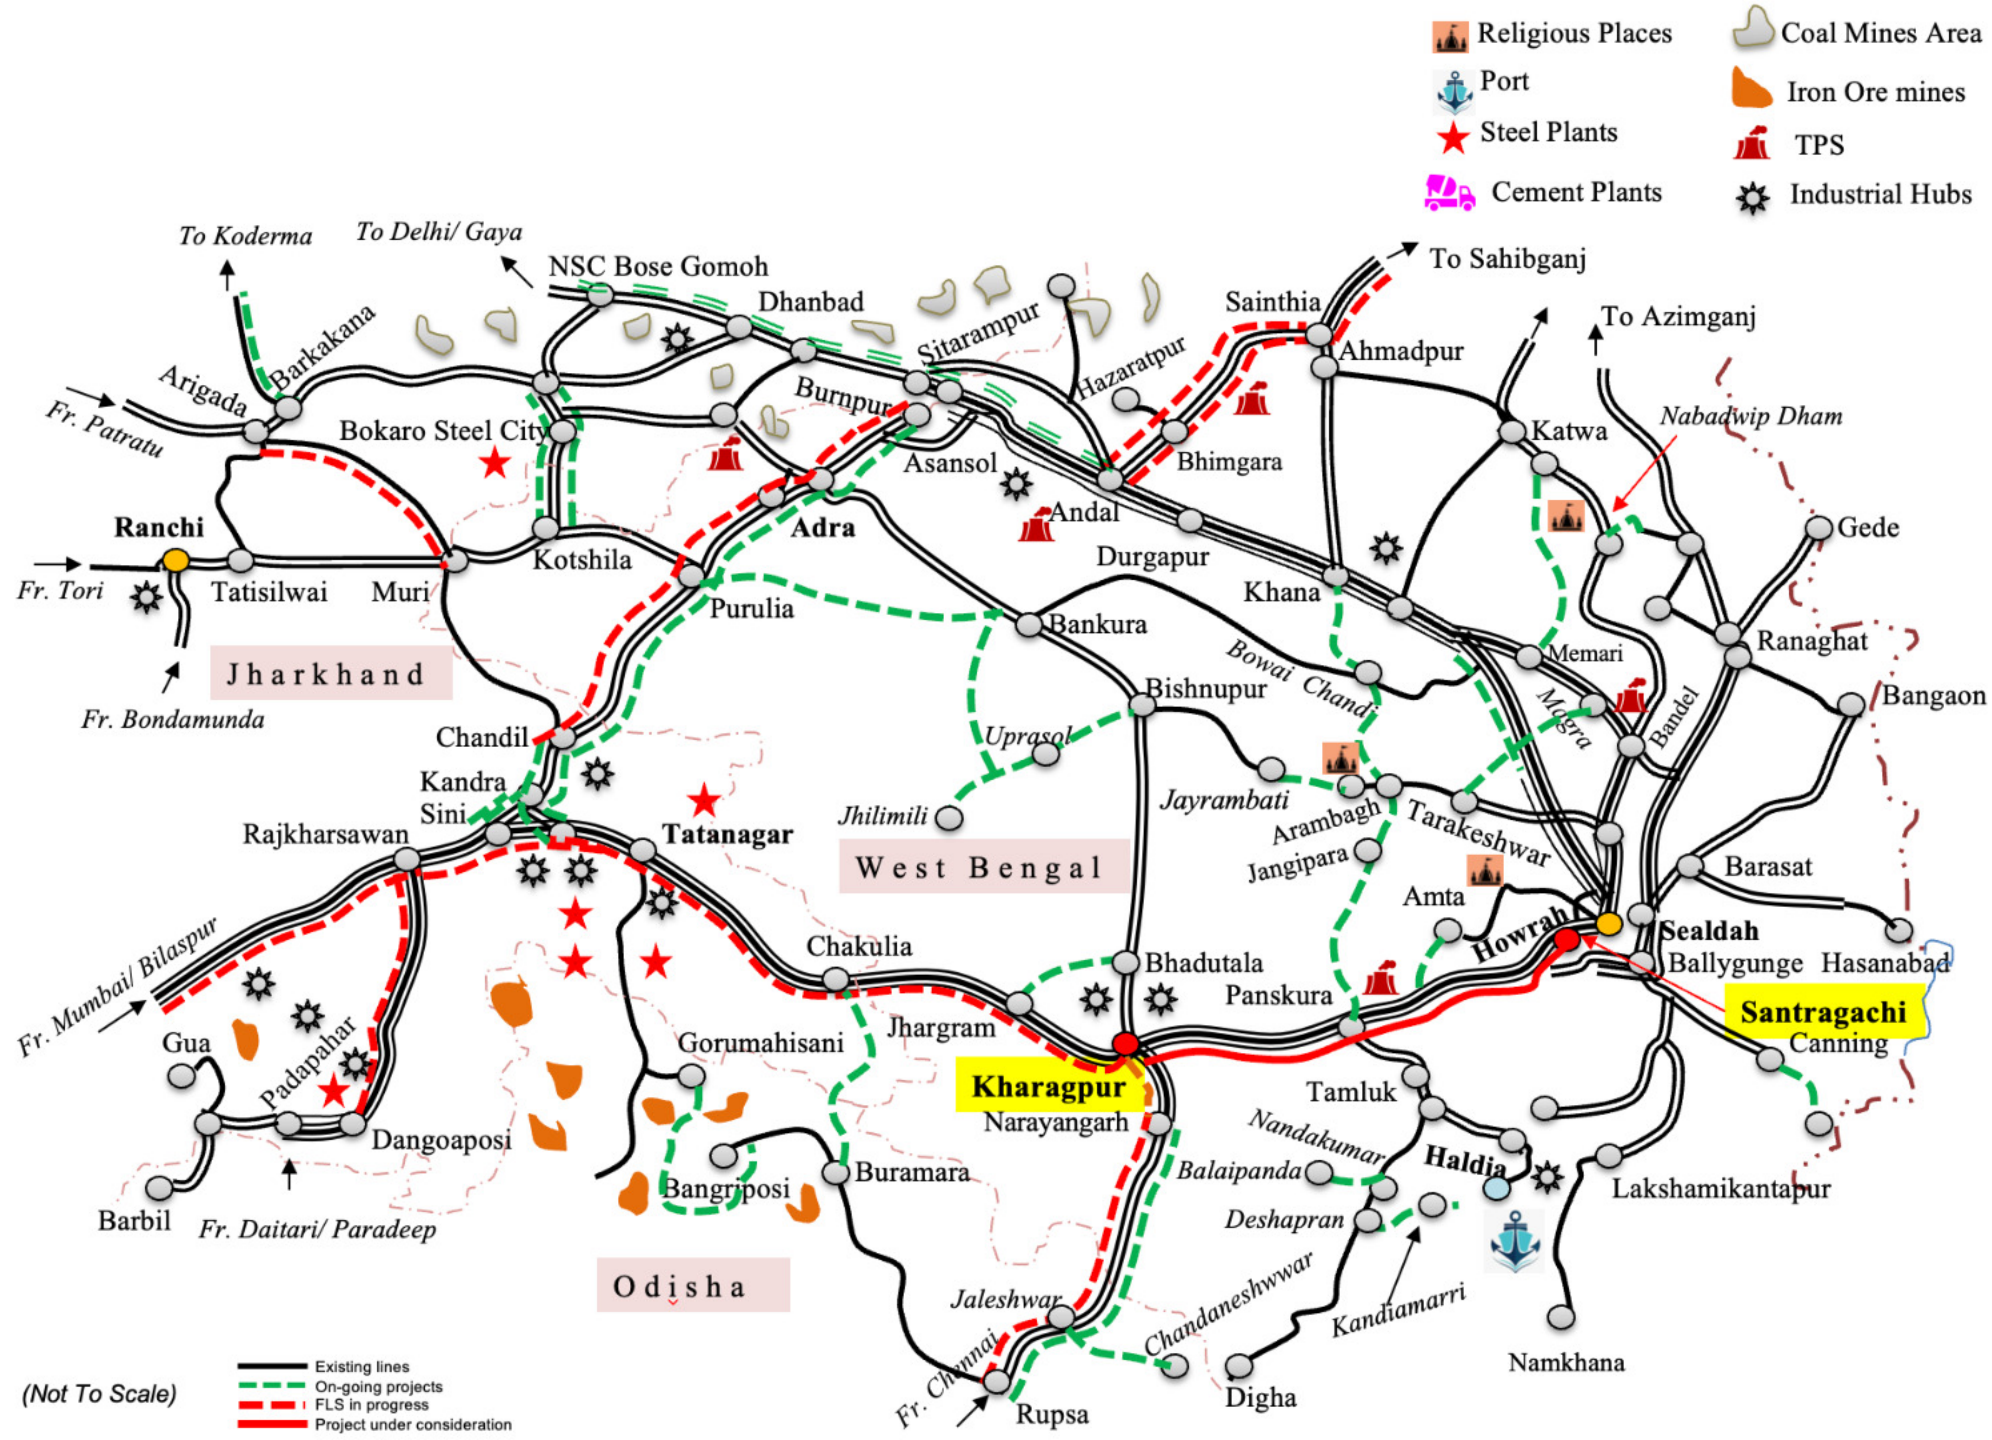 Religious Places
Coal Mines Area
Port
Iron Ore mines
Steel Plants
TPS
Cement Plants
Industrial Hubs
To Koderma
To Delhi/ Gaya
NSC Bose Gomoh
To Sahibganj
Dhanbad
Sainthia
To Azimganj
Sitarampur
Barkakana
Ahmadpur
Hazaratpur
Arigada
Burnpur
Fr. Patratu
Bokaro Steel City
Katwa
Nabadwip Dham
Asansol
Bhimgara
Andal
Ranchi
Adra
Gede
Durgapur
Kotshila
Fr. Tori
Tatisilwai
Muri
Khana
Purulia
Bankura
Ranaghat
Memari
Jharkhand
Bowai Chandi
Bishnupur
Magra
Bandel
Bangaon
Fr. Bondamunda
Chandil
Uprasol
Kandra
Sini
Jayrambati
Jhilimili
Arambagh
Tarakeshwar
Rajkharsawan
Tatanagar
West Bengal
Jangipara
Barasat
Amta
Howrah
Sealdah
Chakulia
Bhadutala
Ballygunge
Hasanabad
Fr. Mumbai/ Bilaspur
Panskura
Santragachi
Jhargram
Gua
Padapahar
Gorumahisani
Canning
Kharagpur
Tamluk
Narayangarh
Nandakumar
Dangoaposi
Haldia
Balaipanda
Buramara
Bangriposi
Lakshamikantapur
Barbil
Fr. Daitari/ Paradeep
Deshapran
Odisha
Jaleshwar
Chandaneshwwar
Kandiamarri
Namkhana
Fr. Chennai
Digha
Rupsa
(Not To Scale)
Existing lines
On-going projects
FLS in progress
Project under consideration